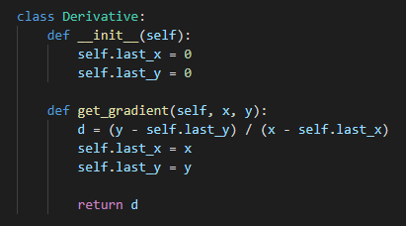 class Derivative:
    def __init__(self):
        self.last_x = 0
        self.last_y = 0

    def get_gradient(self, x, y):
        d = (y - self.last_y) / (x - self.last_x)
        self.last_x = x
        self.last_y = y

        return d